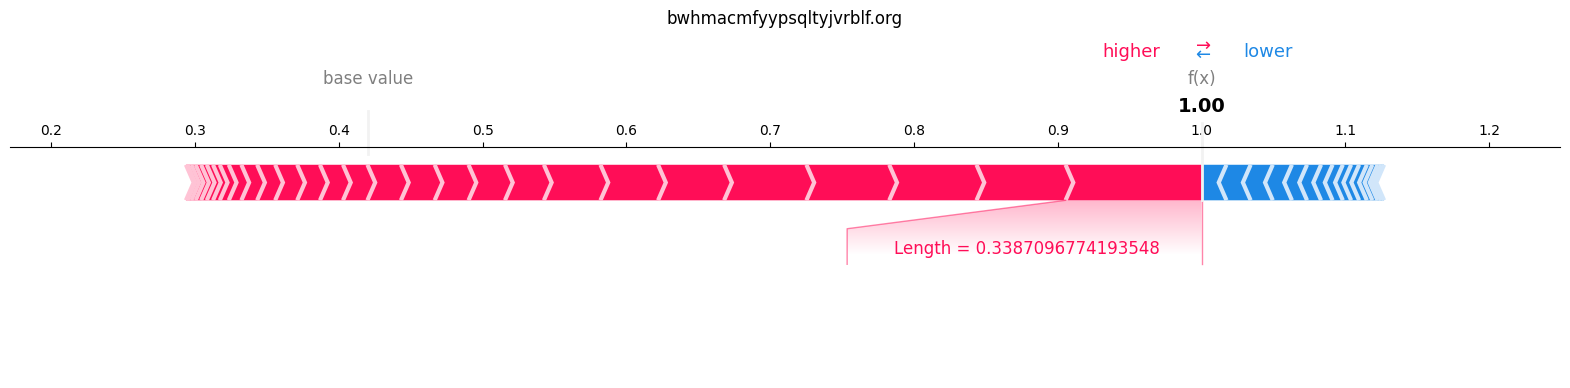 bwhmacmfyypsqltyjvrblf.org
higher → ← lower
base value f(x)
1.00
0.2 0.3 0.4 0.5 0.6 0.7 0.8 0.9 1.0 1.1 1.2
Length = 0.3387096774193548